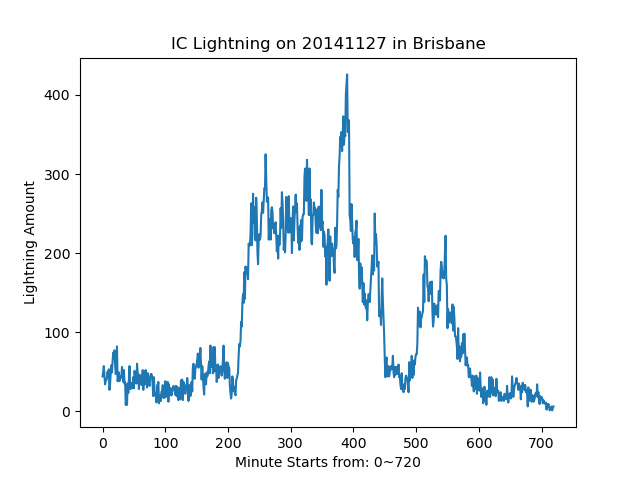 IC Lightning on 20141127 in Brisbane
Lightning Amount
400
300
200
100
0
0 100 200 300 400 500 600 700
Minute Starts from: 0~720